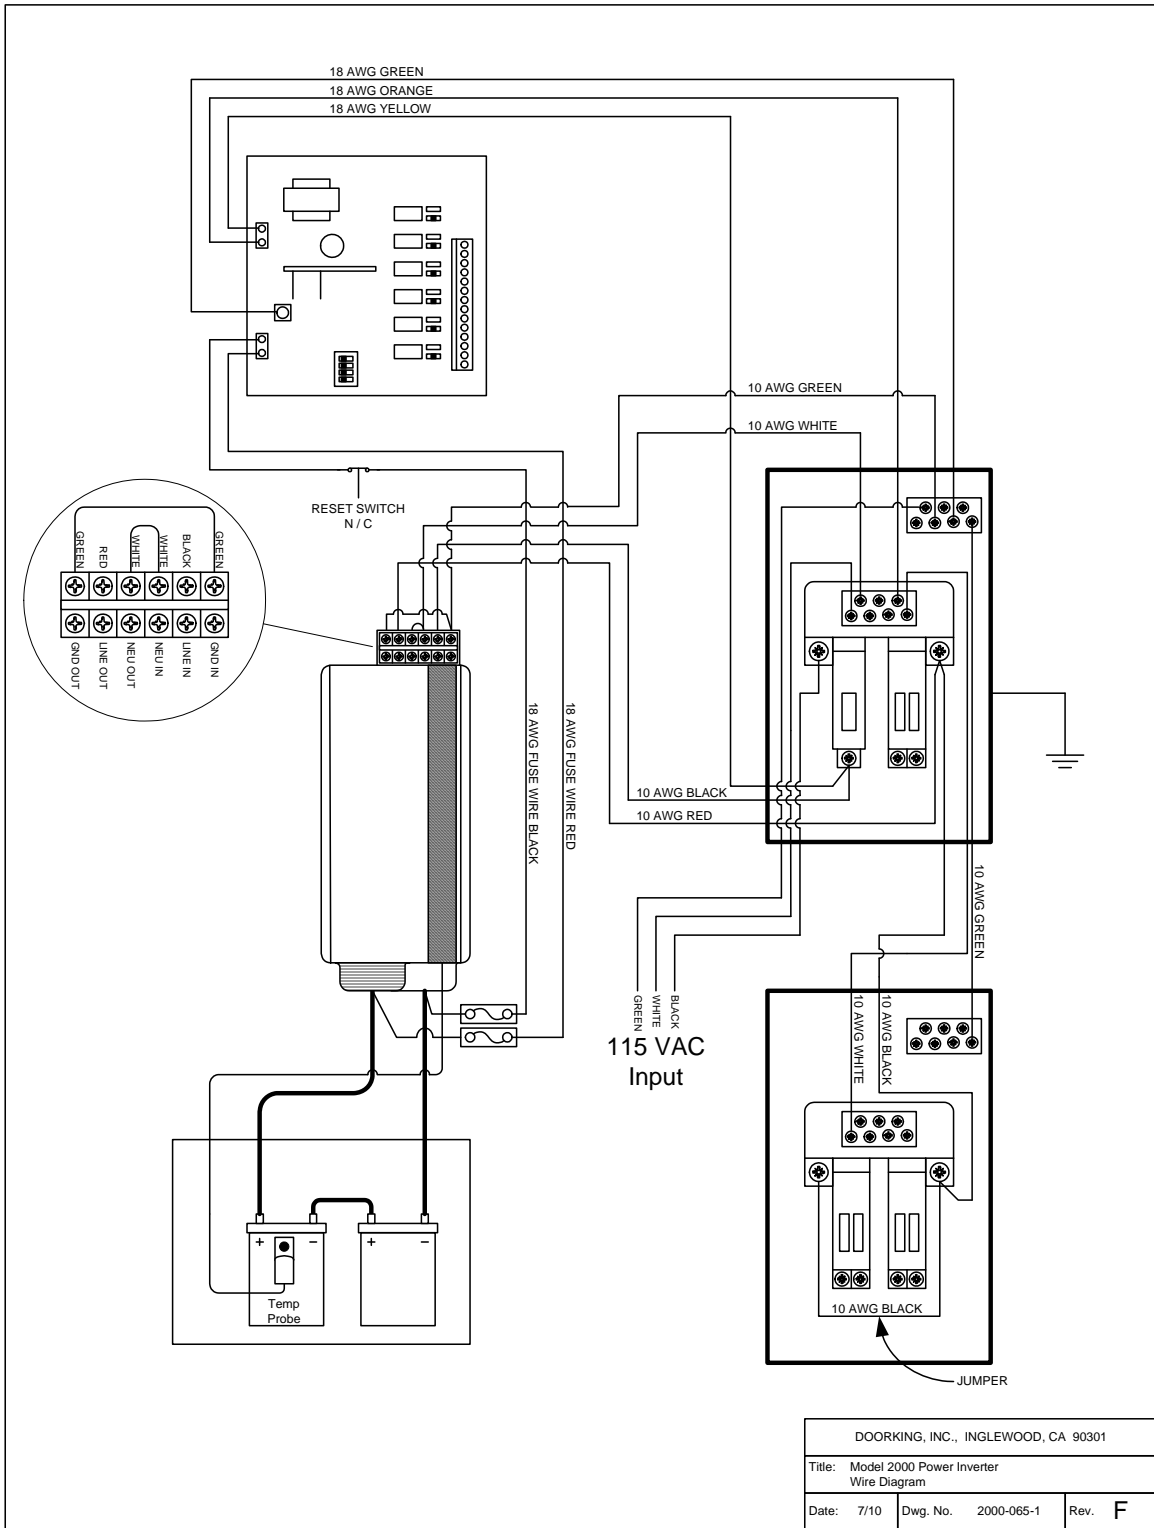 18 AWG GREEN
18 AWG ORANGE
18 AWG YELLOW
10 AWG GREEN
10 AWG WHITE
RESET SWITCH
N / C
GREEN
RED
WHITE
WHITE
BLACK
GREEN
GND OUT
LINE OUT
NEU OUT
NEU IN
LINE IN
GND IN
18 AWG FUSE WIRE BLACK
18 AWG FUSE WIRE RED
10 AWG BLACK
10 AWG RED
10 AWG GREEN
GREEN
WHITE
BLACK
115 VAC
Input
10 AWG WHITE
10 AWG BLACK
+ −
+ −
Temp
Probe
10 AWG BLACK
JUMPER
DOORKING, INC., INGLEWOOD, CA 90301
Title: Model 2000 Power Inverter
Wire Diagram
Date: 7/10 Dwg. No. 2000-065-1 Rev. F